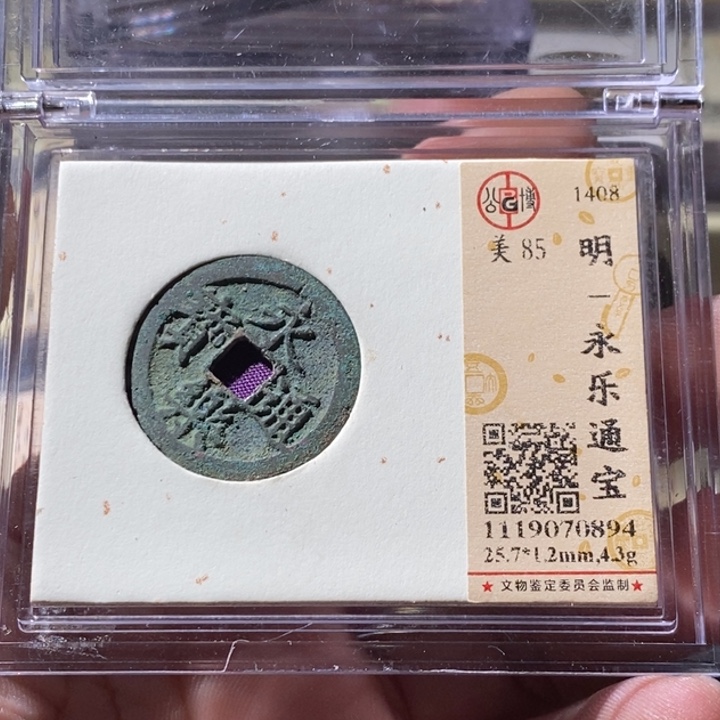 永樂通寶
公博
1408
美 85
明－永乐通宝
1119070894
25.7*1.2mm,4.3g
★ 文物鉴定委员会监制 ★